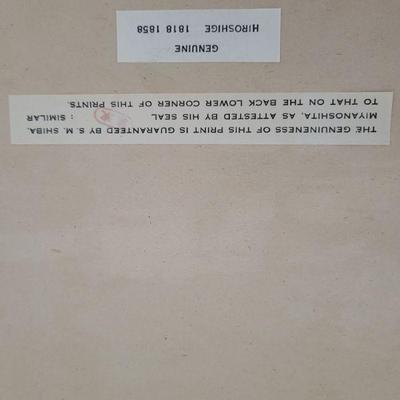 THE GENUINENESS OF THIS PRINT IS GUARANTEED BY S. M. SHIBA,
MIYANOSHITA, AS ATTESTED BY HIS SEAL : SIMILAR
TO THAT ON THE BACK LOWER CORNER OF THIS PRINTS.
GENUINE
HIROSHIGE 1818 1858